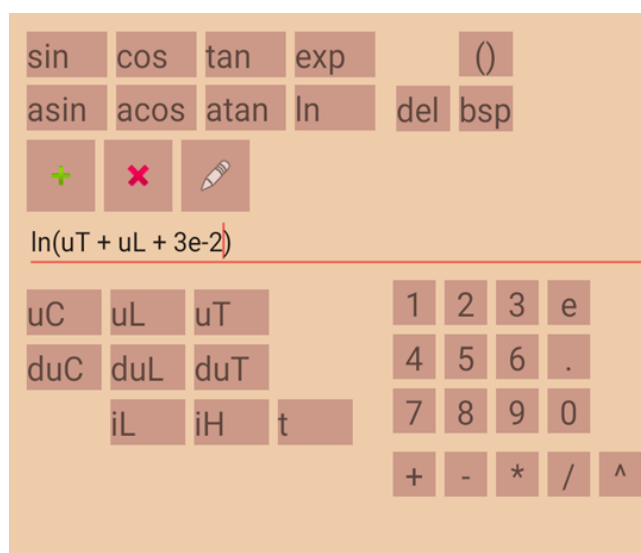 sin cos tan exp ()
asin acos atan ln del bsp
ln(uT + uL + 3e-2)
uC uL uT
duC duL duT
iL iH t
1 2 3 e
4 5 6 .
7 8 9 0
+ - * / ^